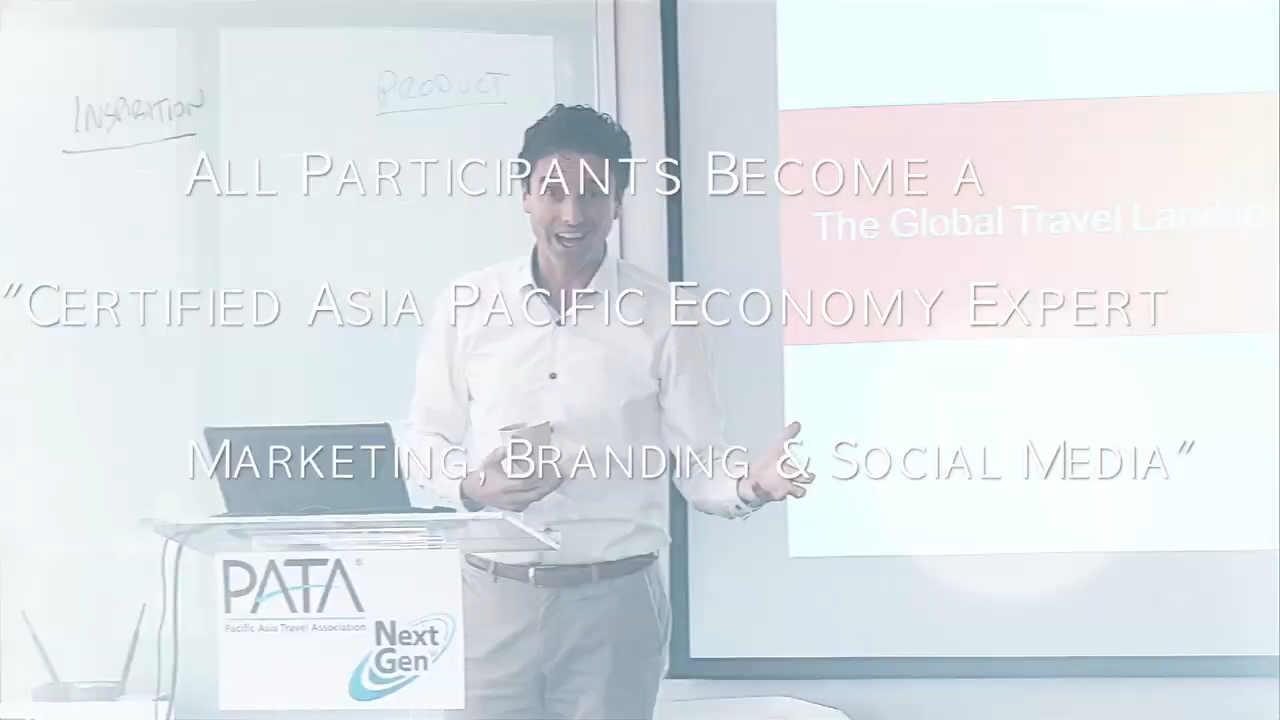 INSPIRATION
PRODUCT
ALL PARTICIPANTS BECOME A
The Global Travel
"CERTIFIED ASIA PACIFIC ECONOMY EXPERT
MARKETING, BRANDING & SOCIAL MEDIA"
PATA®
Pacific Asia Travel Association
Next
Gen